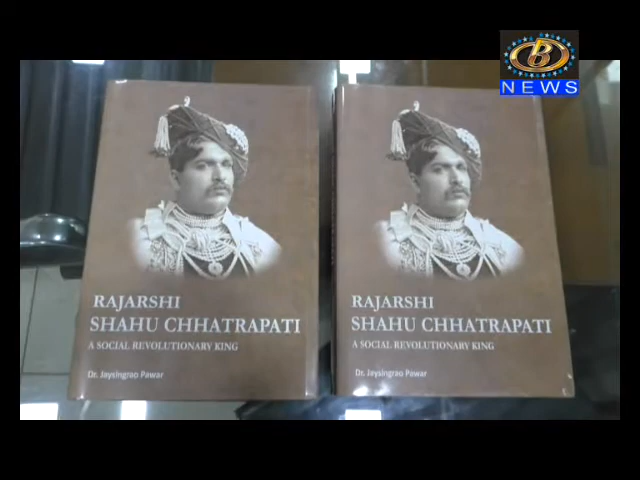 B
NEWS
RAJARSHI
SHAHU CHHATRAPATI
A SOCIAL REVOLUTIONARY KING
Dr. Jaysingrao Pawar
RAJARSHI
SHAHU CHHATRAPATI
A SOCIAL REVOLUTIONARY KING
Dr. Jaysingrao Pawar